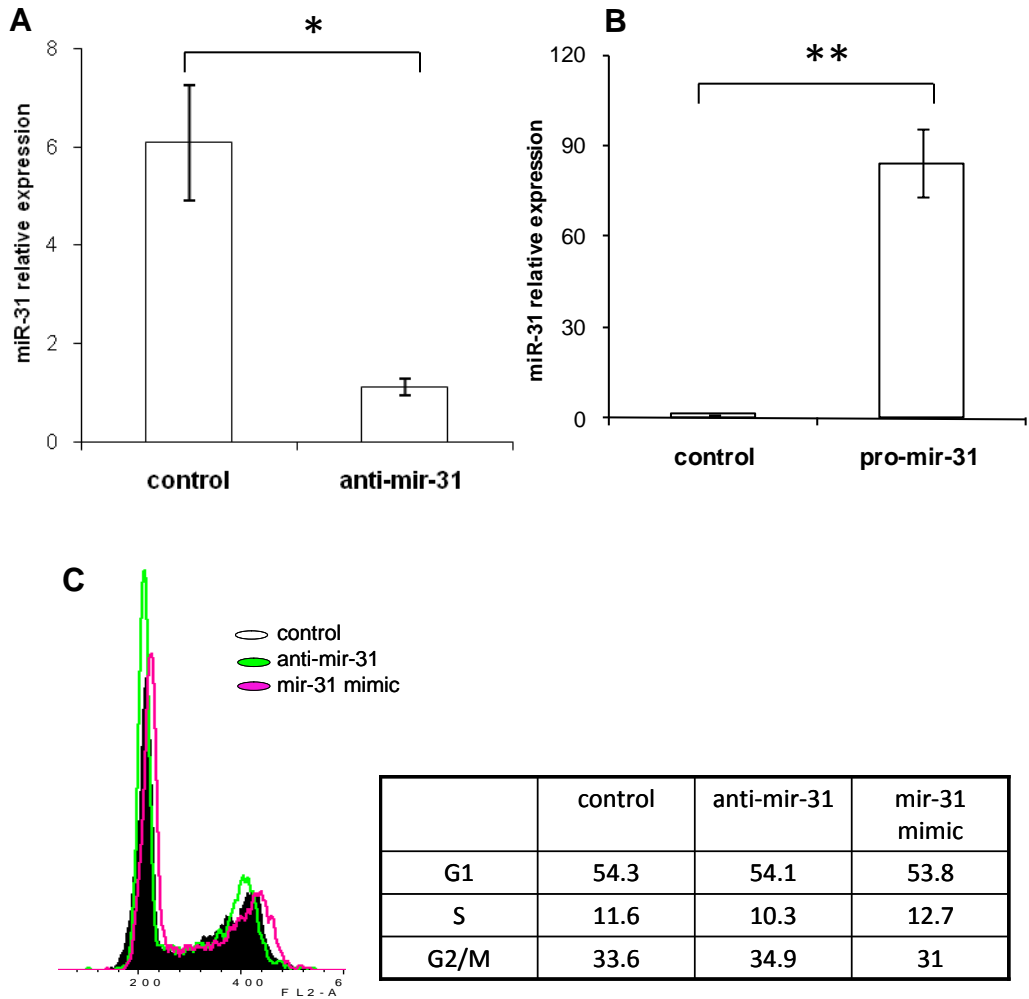 A
*
8
6
4
2
0
miR-31 relative expression
control anti-mir-31
B
**
120
90
60
30
0
miR-31 relative expression
control pro-mir-31
C
control
anti-mir-31
mir-31 mimic
200 400 6
FL2-A
control anti-mir-31 mir-31
mimic
G1 54.3 54.1 53.8
S 11.6 10.3 12.7
G2/M 33.6 34.9 31